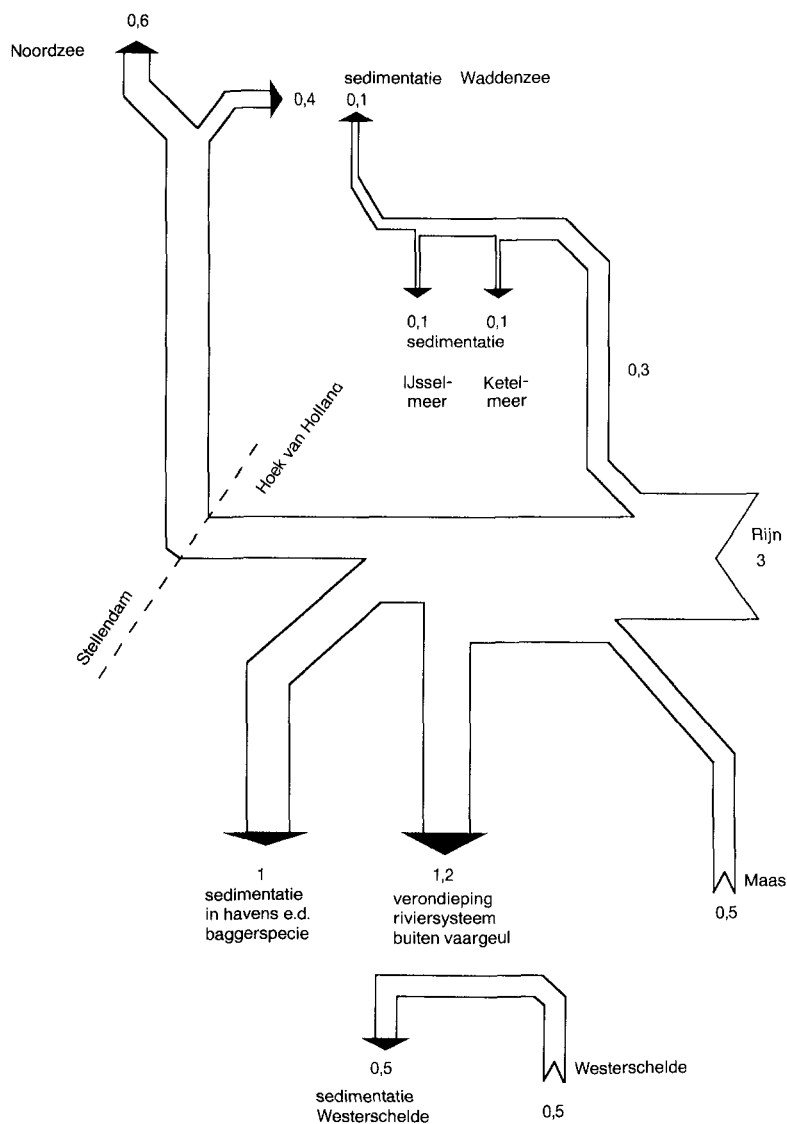 0,6
Noordzee
sedimentatie Waddenzee
0,4
0,1
0,1 0,1
sedimentatie
IJssel-
meer
Ketel-
meer
0,3
Hoek van Holland
Rijn
3
Stellendam
1
sedimentatie
in havens e.d.
baggerspecie
1,2
verondieping
riviersysteem
buiten vaargeul
Maas
0,5
0,5
sedimentatie
Westerschelde
Westerschelde
0,5